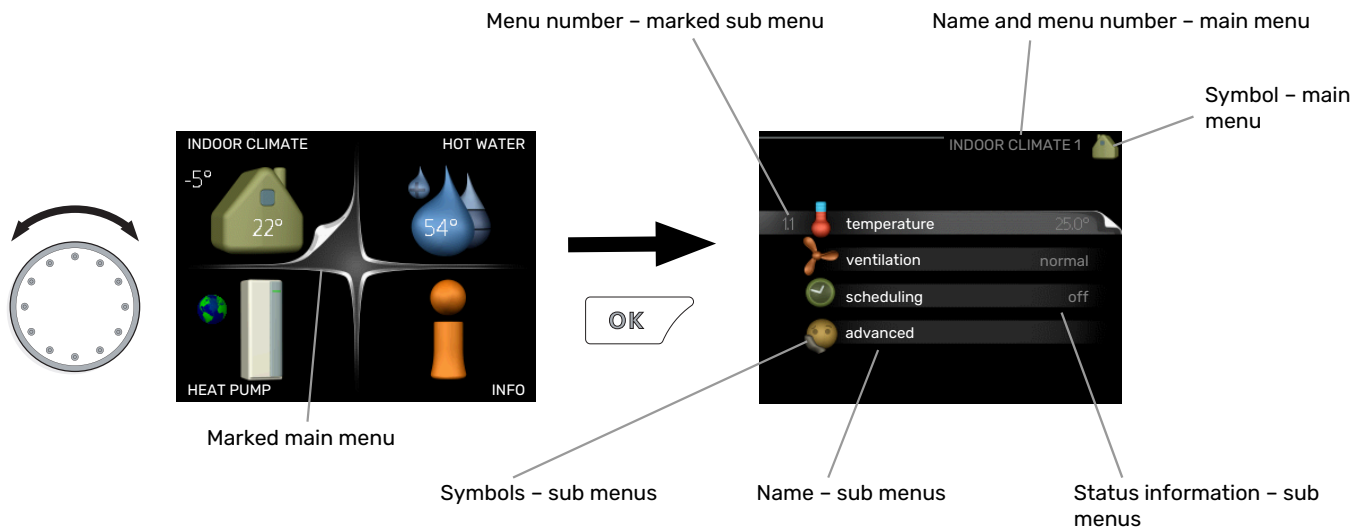 Menu number – marked sub menu
Name and menu number – main menu
Symbol – main
menu
INDOOR CLIMATE
HOT WATER
-5°
22°
54°
HEAT PUMP
INFO
OK
INDOOR CLIMATE 1
1.1
temperature
25.0°
ventilation
normal
scheduling
off
advanced
Marked main menu
Symbols – sub menus
Name – sub menus
Status information – sub
menus